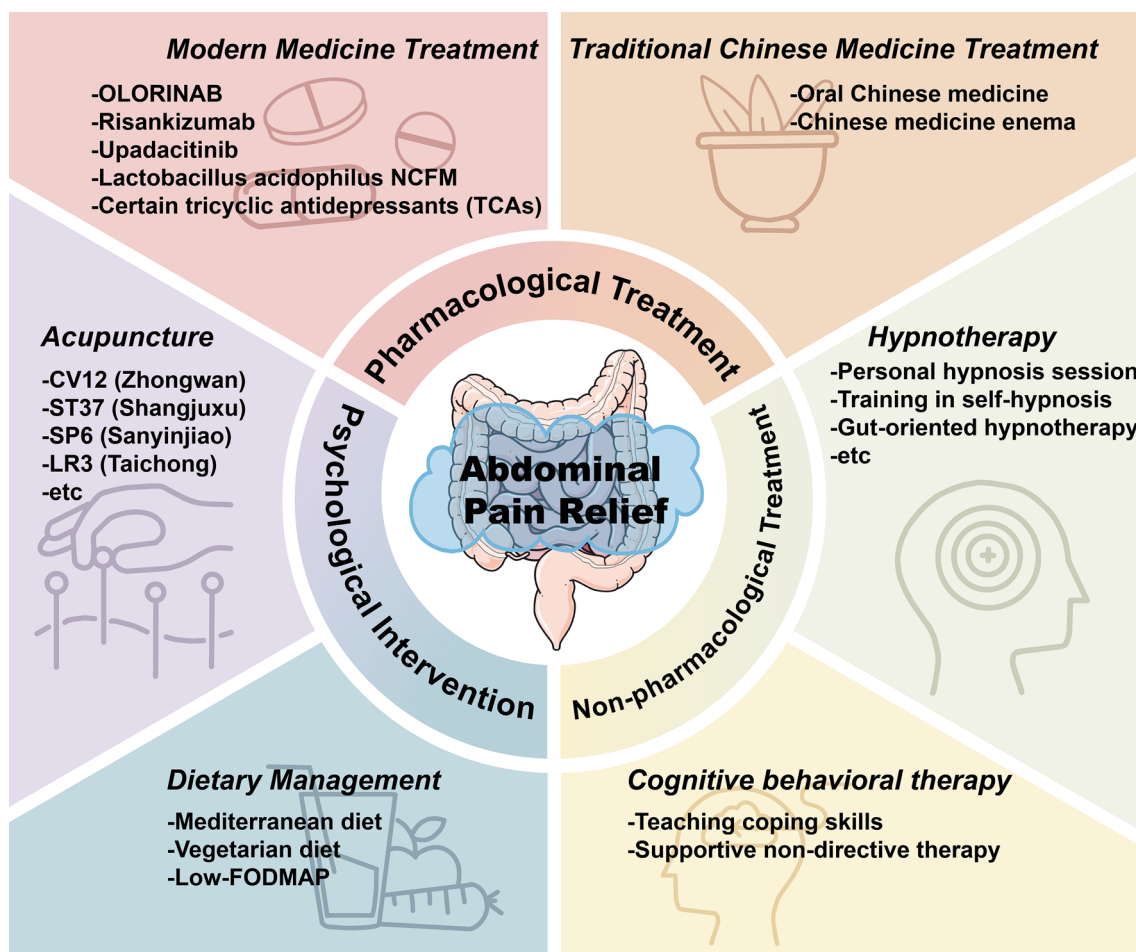 Modern Medicine Treatment
-OLORINAB
-Risankizumab
-Upadacitinib
-Lactobacillus acidophilus NCFM
-Certain tricyclic antidepressants (TCAs)
Traditional Chinese Medicine Treatment
-Oral Chinese medicine
-Chinese medicine enema
Pharmacological Treatment
Acupuncture
-CV12 (Zhongwan)
-ST37 (Shangjuxu)
-SP6 (Sanyinjiao)
-LR3 (Taichong)
-etc
Psychological Intervention
Abdominal
Pain Relief
Non-pharmacological Treatment
Hypnotherapy
-Personal hypnosis session
-Training in self-hypnosis
-Gut-oriented hypnotherapy
-etc
Dietary Management
-Mediterranean diet
-Vegetarian diet
-Low-FODMAP
Cognitive behavioral therapy
-Teaching coping skills
-Supportive non-directive therapy